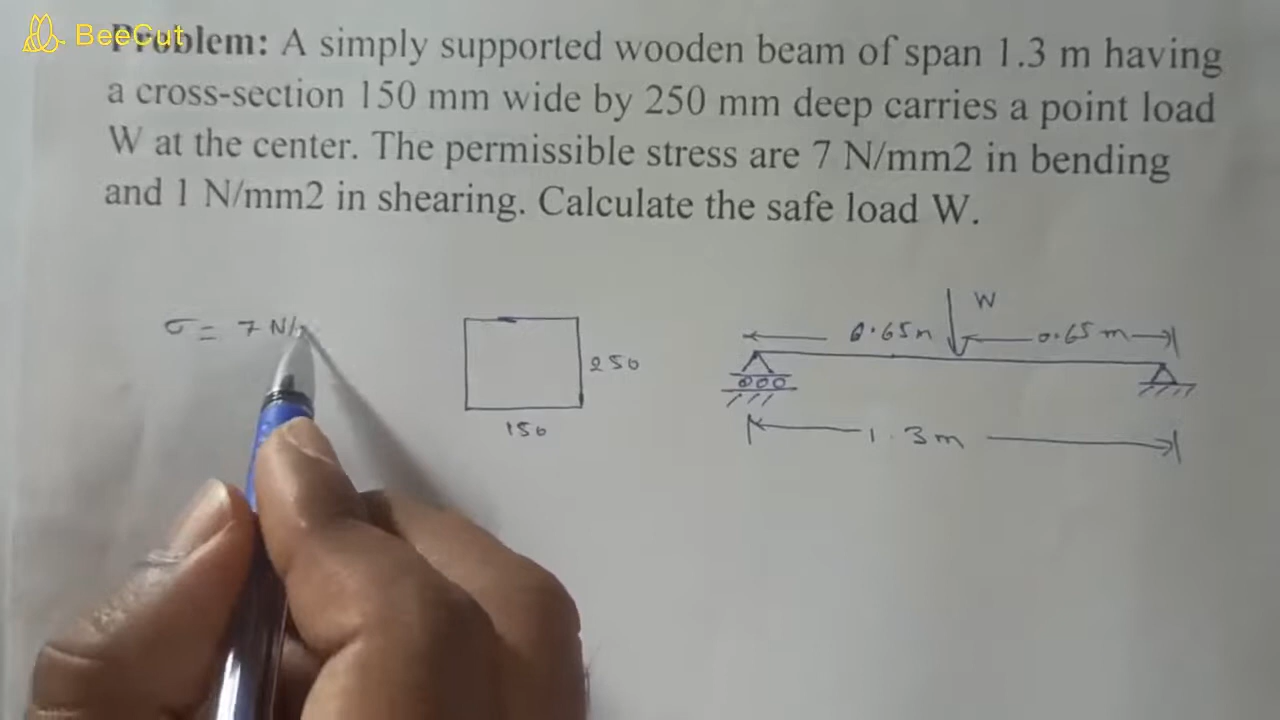 BeeCut
Problem: A simply supported wooden beam of span 1.3 m having
a cross-section 150 mm wide by 250 mm deep carries a point load
W at the center. The permissible stress are 7 N/mm2 in bending
and 1 N/mm2 in shearing. Calculate the safe load W.
σ = 7 N/
250
150
W
0.65m
0.65 m
1.3m